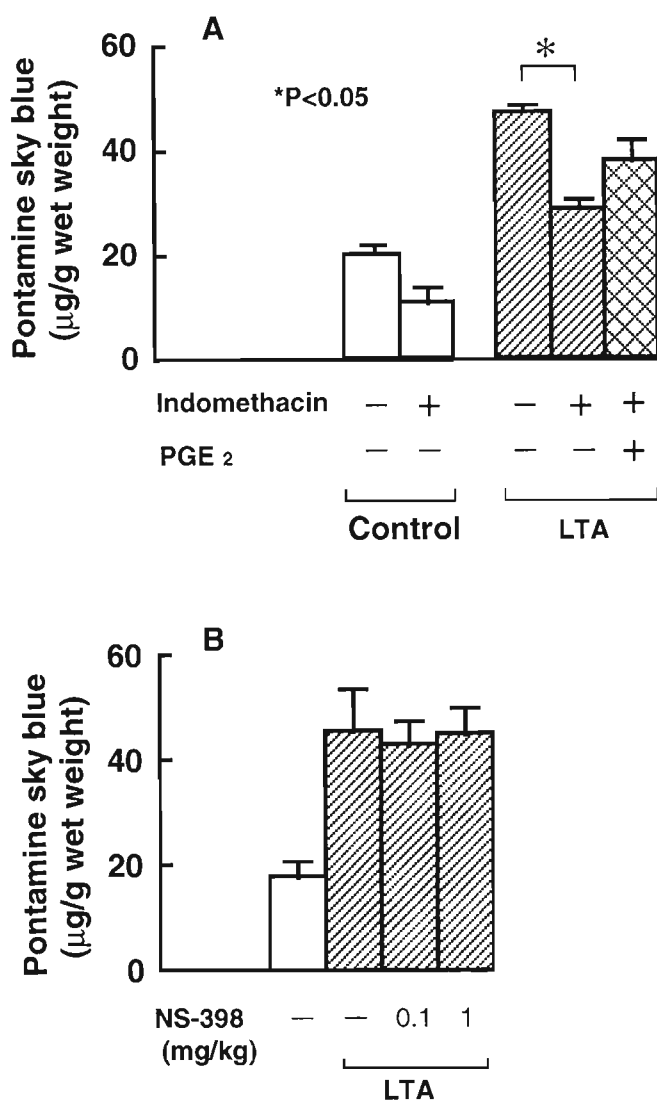 A
60
*
*P<0.05
40
20
0
Pontamine sky blue
(μg/g wet weight)
Indomethacin − + − + +
PGE 2 − − − − +
Control LTA
B
60
40
20
0
Pontamine sky blue
(μg/g wet weight)
NS-398 − − 0.1 1
(mg/kg)
LTA